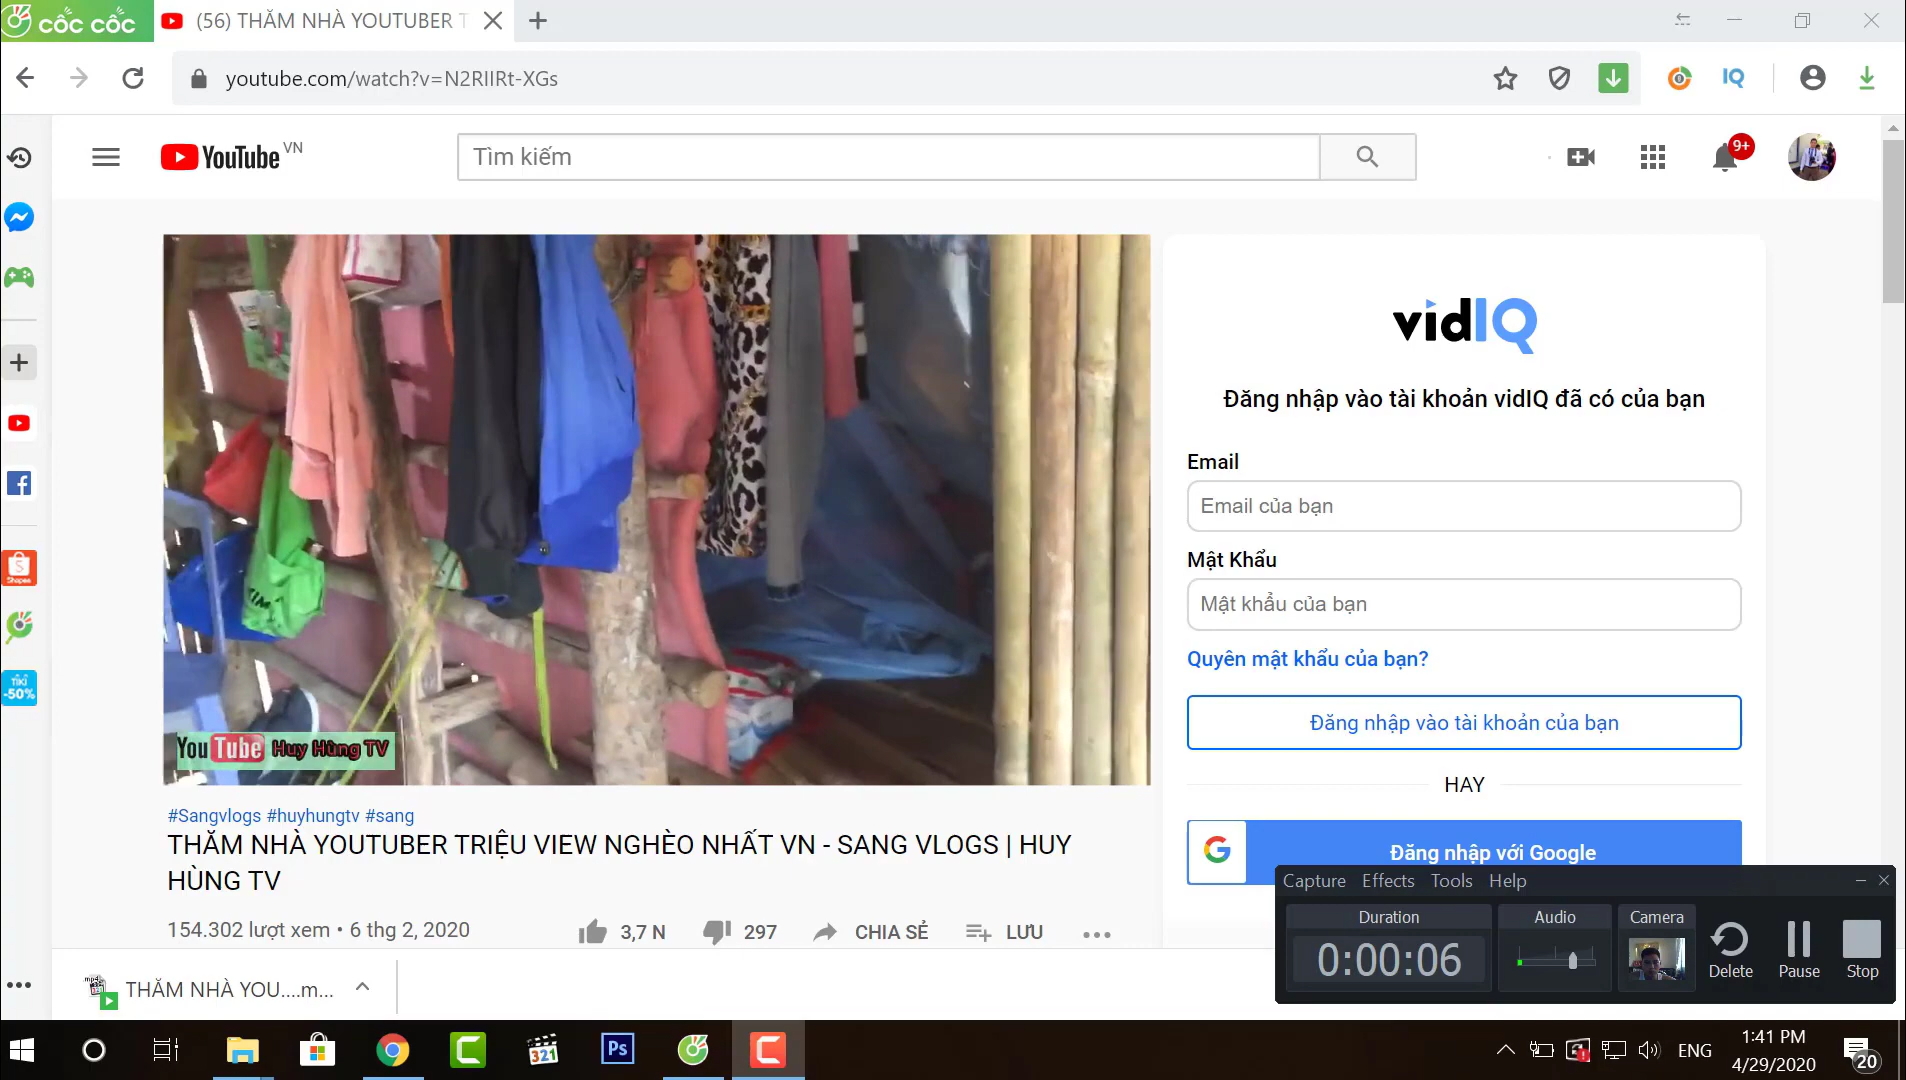 cốc cốc
(56) THĂM NHÀ YOUTUBER T
youtube.com/watch?v=N2RIIRt-XGs
IQ
YouTube VN
Tìm kiếm
9+
vidIQ
Đăng nhập vào tài khoản vidIQ đã có của bạn
Email
Email của bạn
Mật Khẩu
Mật khẩu của bạn
Quyên mật khẩu của bạn?
Đăng nhập vào tài khoản của bạn
HAY
Đăng nhập với Google
Shopee
TIKI
-50%
YouTube Huy Hùng TV
#Sangvlogs #huyhungtv #sang
THĂM NHÀ YOUTUBER TRIỆU VIEW NGHÈO NHẤT VN - SANG VLOGS | HUY
HÙNG TV
154.302 lượt xem • 6 thg 2, 2020
3,7 N
297
CHIA SẺ
LƯU
Capture Effects Tools Help
Duration
0:00:06
Audio
Camera
Delete
Pause
Stop
THĂM NHÀ YOU....m...
321
Ps
ENG
1:41 PM
4/29/2020
20